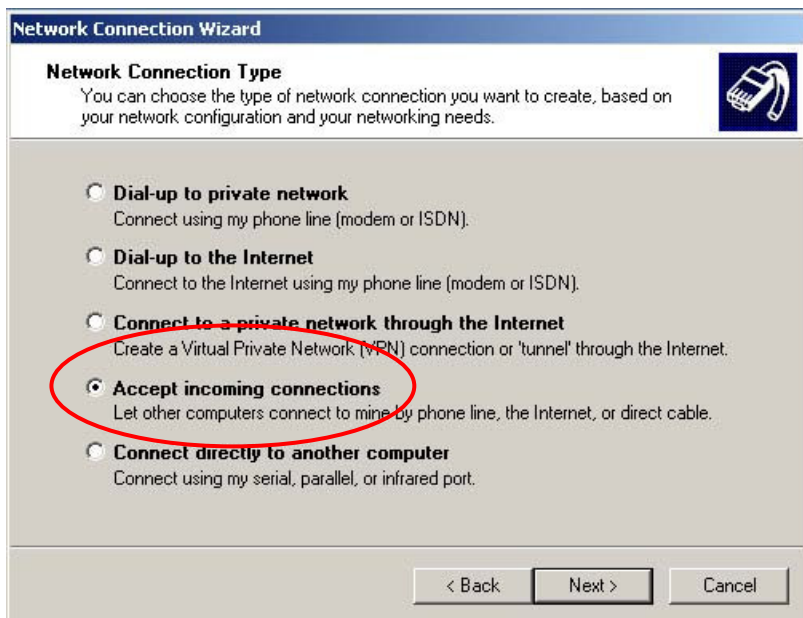 Network Connection Wizard
Network Connection Type
You can choose the type of network connection you want to create, based on
your network configuration and your networking needs.
Dial-up to private network
Connect using my phone line (modem or ISDN).
Dial-up to the Internet
Connect to the Internet using my phone line (modem or ISDN).
Connect to a private network through the Internet
Create a Virtual Private Network (VPN) connection or 'tunnel' through the Internet.
Accept incoming connections
Let other computers connect to mine by phone line, the Internet, or direct cable.
Connect directly to another computer
Connect using my serial, parallel, or infrared port.
< Back Next > Cancel